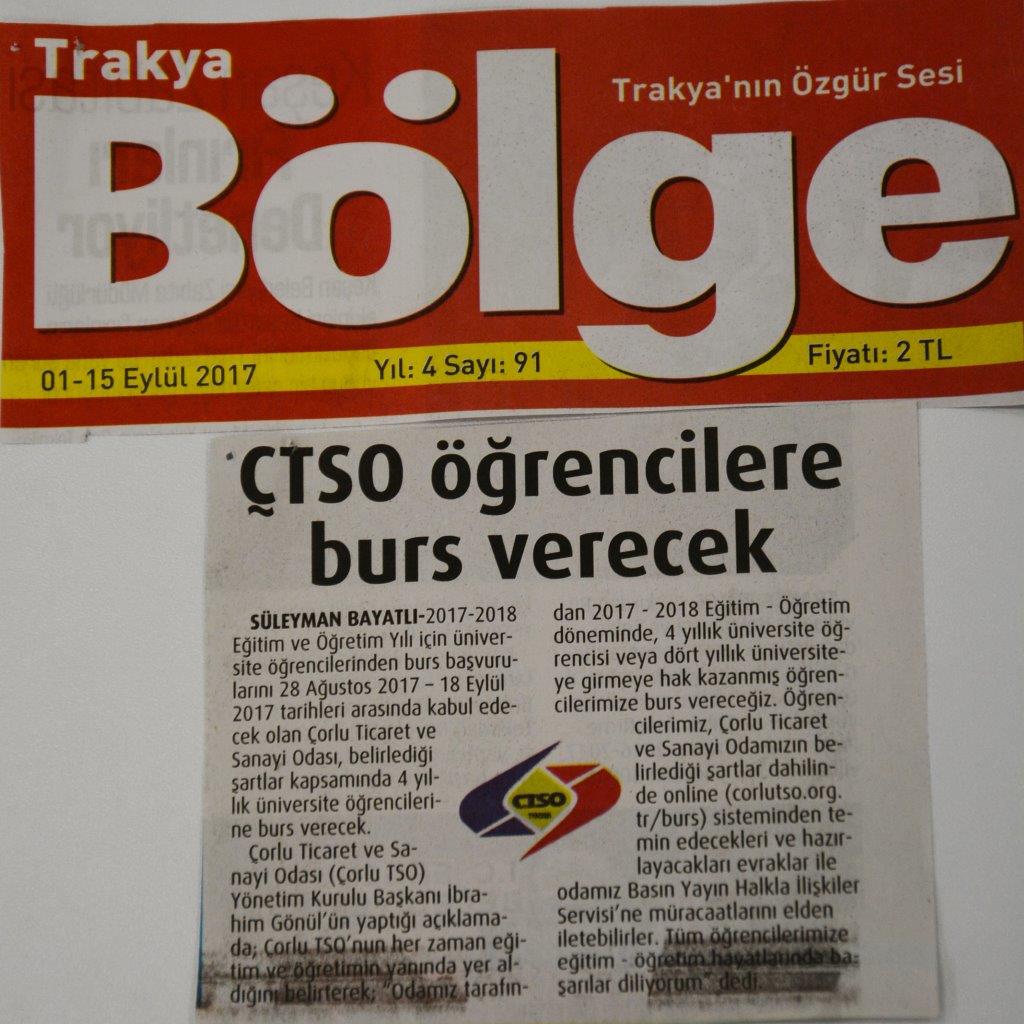 Trakya
Bölge
Trakya'nın Özgür Sesi
01-15 Eylül 2017
Yıl: 4 Sayı: 91
Fiyatı: 2 TL
ÇTSO öğrencilere
burs verecek
SÜLEYMAN BAYATLI-2017-2018
Eğitim ve Öğretim Yılı için üniver-
site öğrencilerinden burs başvuru-
larını 28 Ağustos 2017 – 18 Eylül
2017 tarihleri arasında kabul ede-
cek olan Çorlu Ticaret ve
Sanayi Odası, belirlediği
şartlar kapsamında 4 yıl-
lık üniversite öğrencileri-
ne burs verecek.
Çorlu Ticaret ve Sa-
nayi Odası (Çorlu TSO)
Yönetim Kurulu Başkanı İbra-
him Gönül'ün yaptığı açıklama-
da; Çorlu TSO'nun her zaman eği-
tim ve öğretimin yanında yer al-
dığını belirterek; "Odamız tarafın-
dan 2017 - 2018 Eğitim - Öğretim
döneminde, 4 yıllık üniversite öğ-
rencisi veya dört yıllık üniversite-
ye girmeye hak kazanmış öğren-
cilerimize burs vereceğiz. Öğren-
cilerimiz, Çorlu Ticaret
ve Sanayi Odamızın be-
lirlediği şartlar dahilin-
de online (corlutso.org.
tr/burs) sisteminden te-
min edecekleri ve hazır-
layacakları evraklar ile
odamız Basın Yayın Halkla İlişkiler
Servisi'ne müracaatlarını elden
iletebilirler. Tüm öğrencilerimize
eğitim - öğretim hayatlarında ba-
şarılar diliyorum" dedi.
ÇTSO